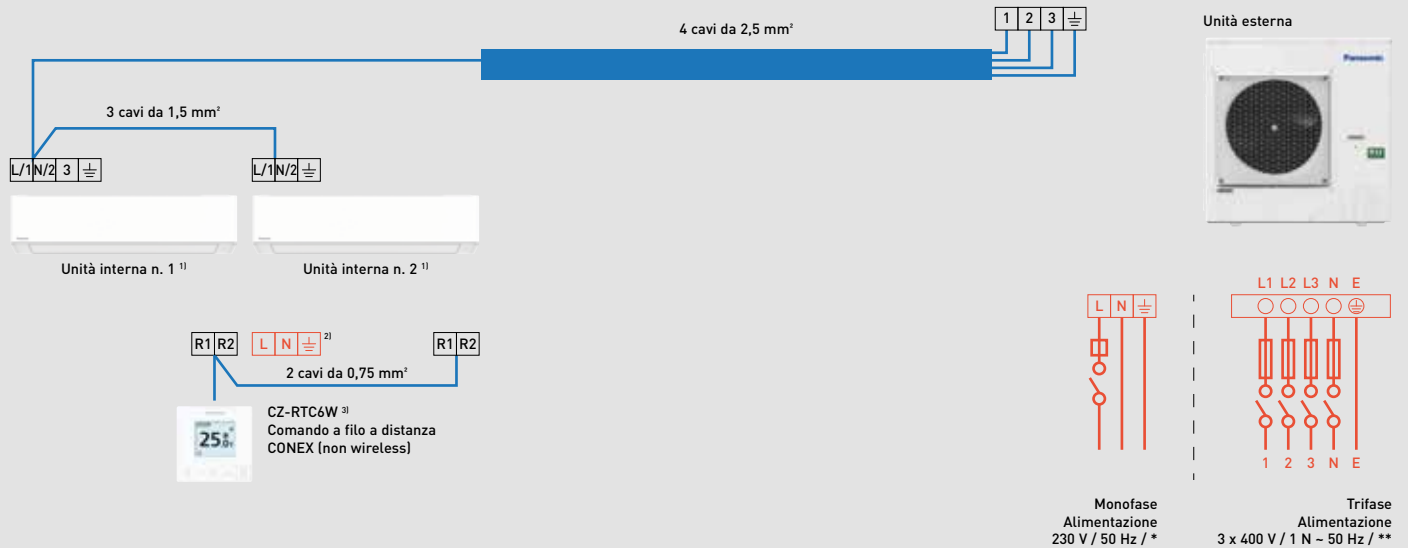 4 cavi da 2,5 mm²
1 2 3
Unità esterna
Panasonic
3 cavi da 1,5 mm²
L/1 N/2 3
L/1 N/2
Unità interna n. 1 ¹⁾
Unità interna n. 2 ¹⁾
R1 R2
L N ²⁾
R1 R2
2 cavi da 0,75 mm²
25.0
CZ-RTC6W ³⁾
Comando a filo a distanza
CONEX (non wireless)
L N
L1 L2 L3 N E
1 2 3 N E
Monofase
Alimentazione
230 V / 50 Hz / *
Trifase
Alimentazione
3 x 400 V / 1 N ~ 50 Hz / **